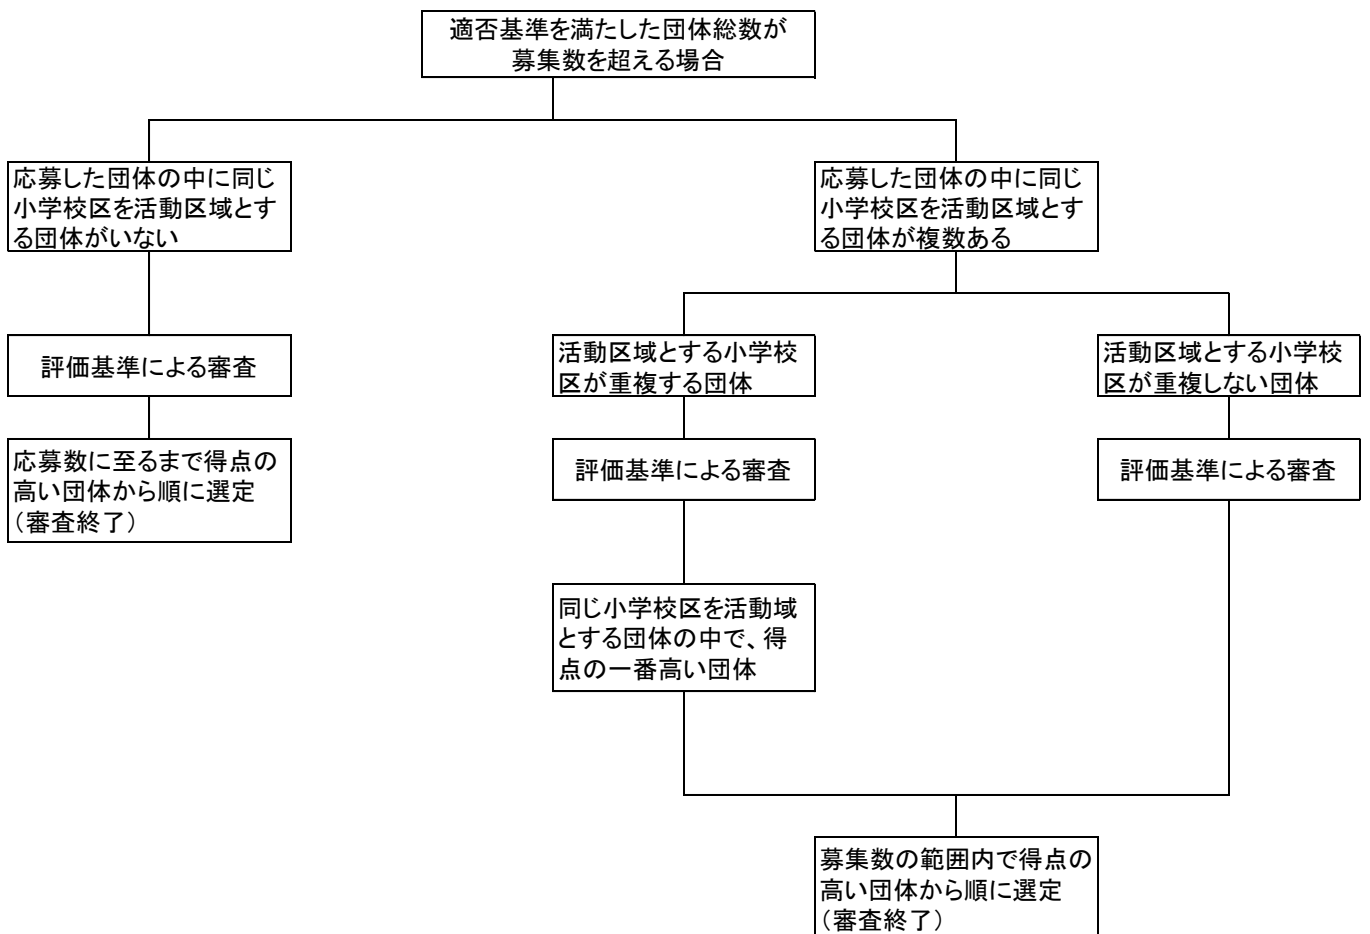 適否基準を満たした団体総数が
募集数を超える場合
応募した団体の中に同じ
小学校区を活動区域とす
る団体がいない
応募した団体の中に同じ
小学校区を活動区域とす
る団体が複数ある
評価基準による審査
活動区域とする小学校
区が重複する団体
活動区域とする小学校
区が重複しない団体
応募数に至るまで得点の
高い団体から順に選定
（審査終了）
評価基準による審査
評価基準による審査
同じ小学校区を活動域
とする団体の中で、得
点の一番高い団体
募集数の範囲内で得点の
高い団体から順に選定
（審査終了）